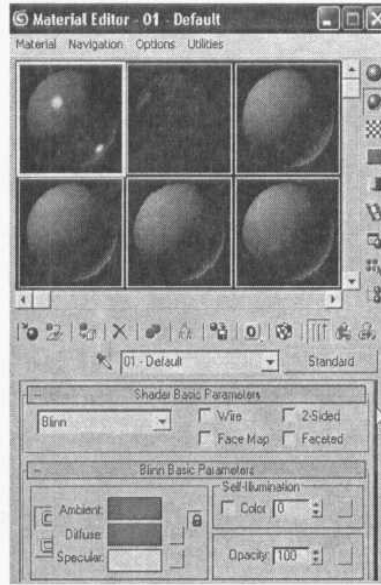 Material Editor - 01 - Default
Material Navigation Options Utilities
01 - Default Standard
Shader Basic Parameters
Blinn Wire 2-Sided
Face Map Faceted
Blinn Basic Parameters
Self-Illumination
Ambient: Color 0
Diffuse:
Specular: Opacity: 100